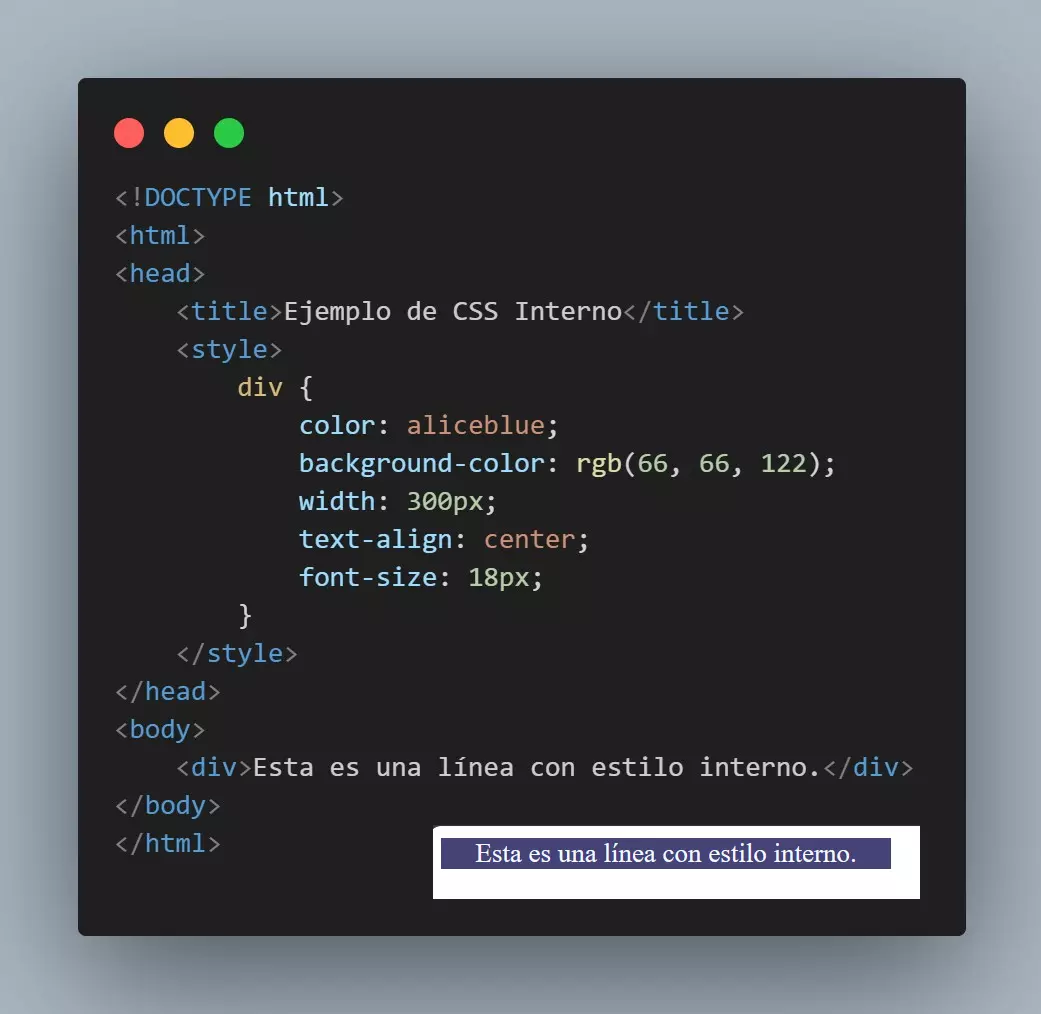 <!DOCTYPE html>
<html>
<head>
    <title>Ejemplo de CSS Interno</title>
    <style>
        div {
            color: aliceblue;
            background-color: rgb(66, 66, 122);
            width: 300px;
            text-align: center;
            font-size: 18px;
        }
    </style>
</head>
<body>
    <div>Esta es una línea con estilo interno.</div>
</body>
</html>
Esta es una línea con estilo interno.